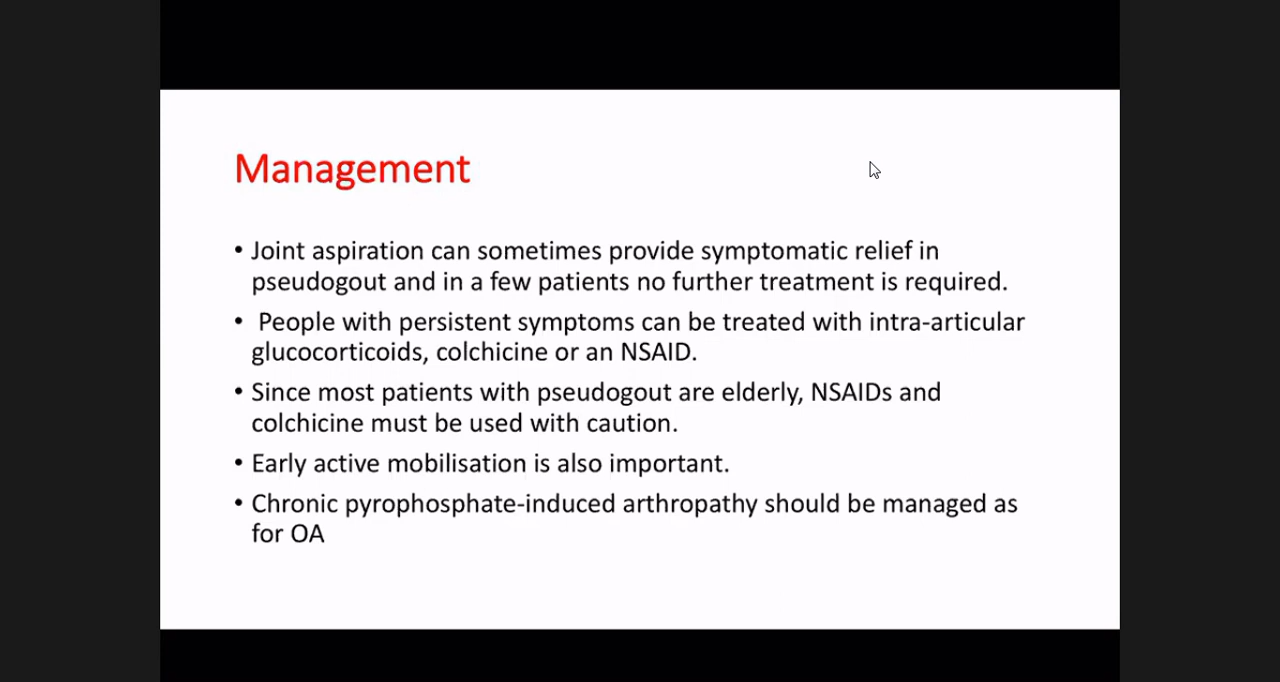 Management
• Joint aspiration can sometimes provide symptomatic relief in
pseudogout and in a few patients no further treatment is required.
• People with persistent symptoms can be treated with intra-articular
glucocorticoids, colchicine or an NSAID.
• Since most patients with pseudogout are elderly, NSAIDs and
colchicine must be used with caution.
• Early active mobilisation is also important.
• Chronic pyrophosphate-induced arthropathy should be managed as
for OA